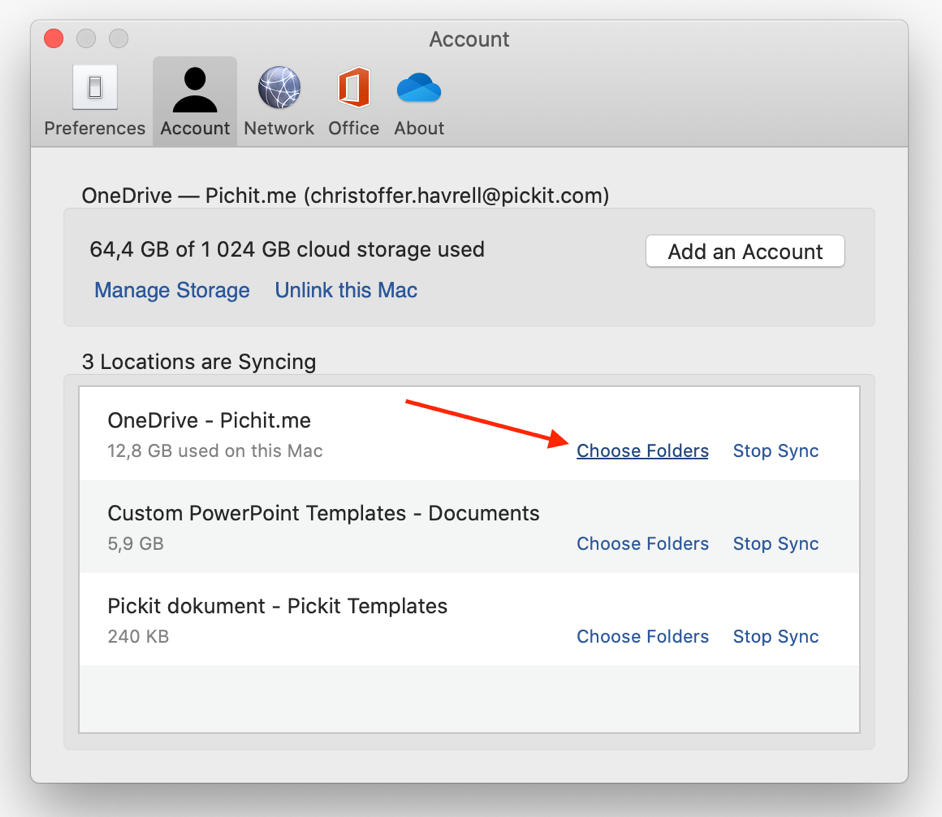 Account
Preferences Account Network Office About
OneDrive — Pichit.me (christoffer.havrell@pickit.com)
64,4 GB of 1 024 GB cloud storage used
Add an Account
Manage Storage Unlink this Mac
3 Locations are Syncing
OneDrive - Pichit.me
12,8 GB used on this Mac Choose Folders Stop Sync
Custom PowerPoint Templates - Documents
5,9 GB Choose Folders Stop Sync
Pickit dokument - Pickit Templates
240 KB Choose Folders Stop Sync